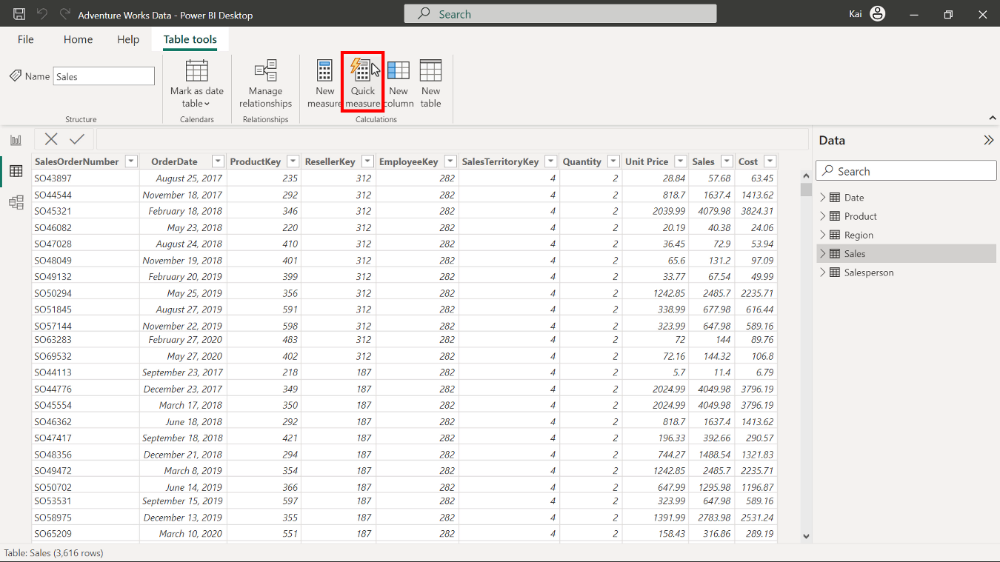 Adventure Works Data - Power BI Desktop
Search
Kai
File Home Help Table tools
Name Sales
Mark as date table
Manage relationships
New measure
Quick measure
New column
New table
Structure Calendars Relationships Calculations
Data
SalesOrderNumber OrderDate ProductKey ResellerKey EmployeeKey SalesTerritoryKey Quantity Unit Price Sales Cost
SO43897 August 25, 2017 235 312 282 4 2 28.84 57.68 63.45
SO44544 November 18, 2017 292 312 282 4 2 818.7 1637.4 1413.62
SO45321 February 18, 2018 346 312 282 4 2 2039.99 4079.98 3824.31
SO46082 May 23, 2018 220 312 282 4 2 20.19 40.38 24.06
SO47028 August 24, 2018 410 312 282 4 2 36.45 72.9 53.94
SO48049 November 19, 2018 401 312 282 4 2 65.6 131.2 97.09
SO49132 February 20, 2019 399 312 282 4 2 33.77 67.54 49.99
SO50294 May 25, 2019 356 312 282 4 2 1242.85 2485.7 2235.71
SO51845 August 27, 2019 591 312 282 4 2 338.99 677.98 616.44
SO57144 November 22, 2019 598 312 282 4 2 323.99 647.98 589.16
SO63283 February 27, 2020 483 312 282 4 2 72 144 89.76
SO69532 May 27, 2020 402 312 282 4 2 72.16 144.32 106.8
SO44113 September 23, 2017 218 187 282 4 2 5.7 11.4 6.79
SO44776 December 23, 2017 349 187 282 4 2 2024.99 4049.98 3796.19
SO45554 March 17, 2018 350 187 282 4 2 2024.99 4049.98 3796.19
SO46362 June 18, 2018 292 187 282 4 2 818.7 1637.4 1413.62
SO47417 September 18, 2018 421 187 282 4 2 196.33 392.66 290.57
SO48356 December 21, 2018 294 187 282 4 2 744.27 1488.54 1321.83
SO49472 March 8, 2019 354 187 282 4 2 1242.85 2485.7 2235.71
SO50702 June 14, 2019 366 187 282 4 2 647.99 1295.98 1196.87
SO53531 September 15, 2019 597 187 282 4 2 323.99 647.98 589.16
SO58975 December 13, 2019 355 187 282 4 2 1391.99 2783.98 2531.24
SO65209 March 10, 2020 551 187 282 4 2 158.43 316.86 289.19
Search
Date
Product
Region
Sales
Salesperson
Table: Sales (3,616 rows)